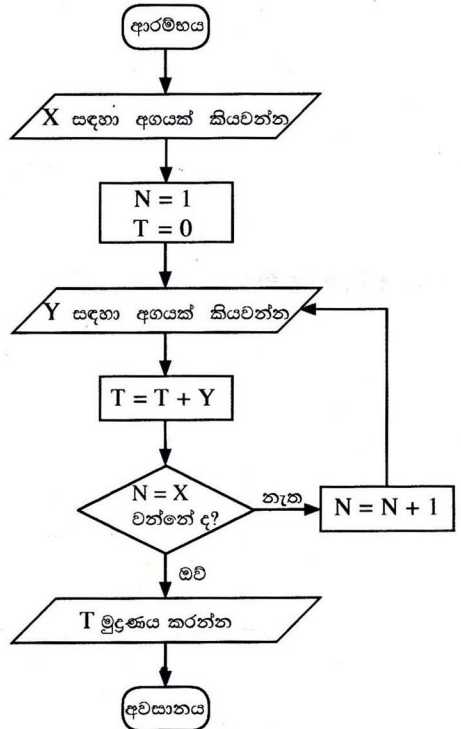 ආරම්භය
X සඳහා අගයක් කියවන්න
N = 1
T = 0
Y සඳහා අගයක් කියවන්න
T = T + Y
N = X
වන්නේ ද?
නැත
N = N + 1
ඔව්
T මුද්‍රණය කරන්න
අවසානය